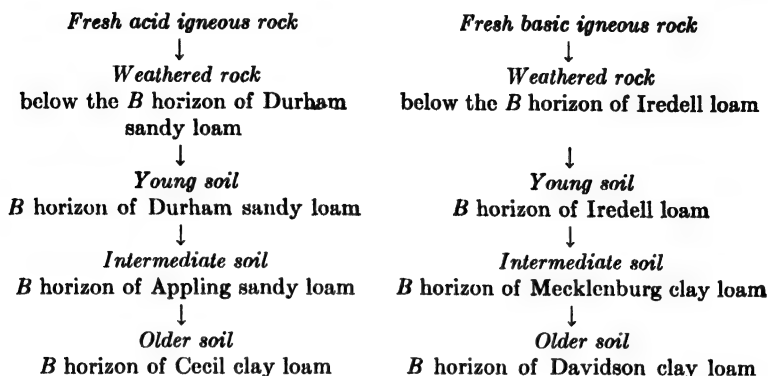 Fresh acid igneous rock
↓
Weathered rock
below the B horizon of Durham
sandy loam
↓
Young soil
B horizon of Durham sandy loam
↓
Intermediate soil
B horizon of Appling sandy loam
↓
Older soil
B horizon of Cecil clay loam
Fresh basic igneous rock
↓
Weathered rock
below the B horizon of Iredell loam
↓
Young soil
B horizon of Iredell loam
↓
Intermediate soil
B horizon of Mecklenburg clay loam
↓
Older soil
B horizon of Davidson clay loam